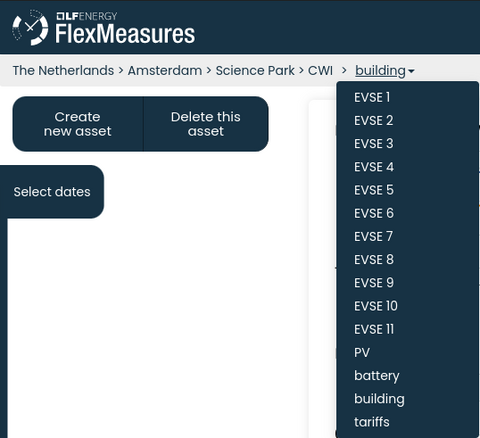 LF ENERGY
FlexMeasures
The Netherlands > Amsterdam > Science Park > CWI > building
Create
new asset
Delete this
asset
Select dates
EVSE 1
EVSE 2
EVSE 3
EVSE 4
EVSE 5
EVSE 6
EVSE 7
EVSE 8
EVSE 9
EVSE 10
EVSE 11
PV
battery
building
tariffs